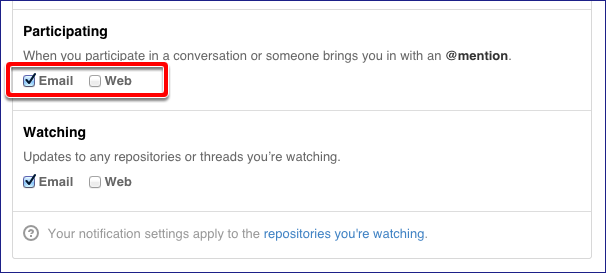 Participating
When you participate in a conversation or someone brings you in with an @mention.
Email Web
Watching
Updates to any repositories or threads you're watching.
Email Web
? Your notification settings apply to the repositories you're watching.